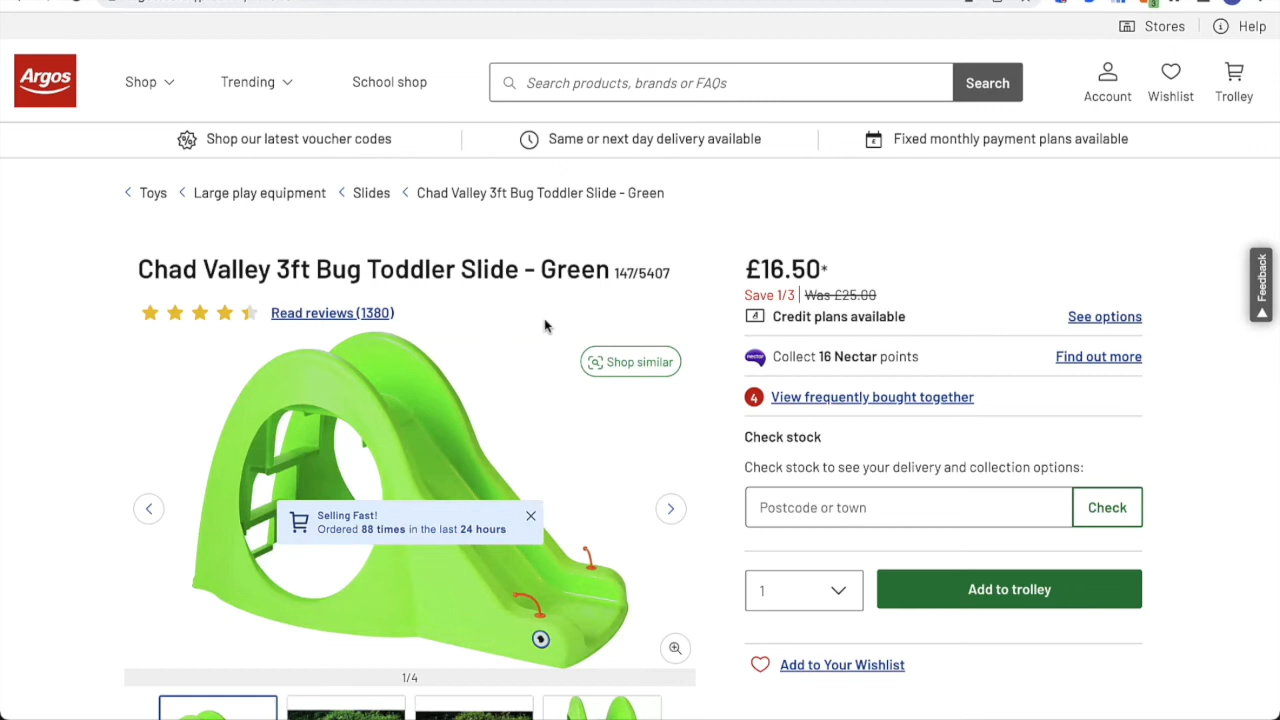 Stores
Help
Argos
Shop
Trending
School shop
Search products, brands or FAQs
Search
Account
Wishlist
Trolley
Shop our latest voucher codes
Same or next day delivery available
Fixed monthly payment plans available
Toys
Large play equipment
Slides
Chad Valley 3ft Bug Toddler Slide - Green
Chad Valley 3ft Bug Toddler Slide - Green 147/5407
Read reviews (1380)
Shop similar
Selling Fast!
Ordered 88 times in the last 24 hours
1/4
£16.50*
Save 1/3 Was £25.00
Credit plans available
See options
nectar
Collect 16 Nectar points
Find out more
4
View frequently bought together
Check stock
Check stock to see your delivery and collection options:
Postcode or town
Check
1
Add to trolley
Add to Your Wishlist
Feedback